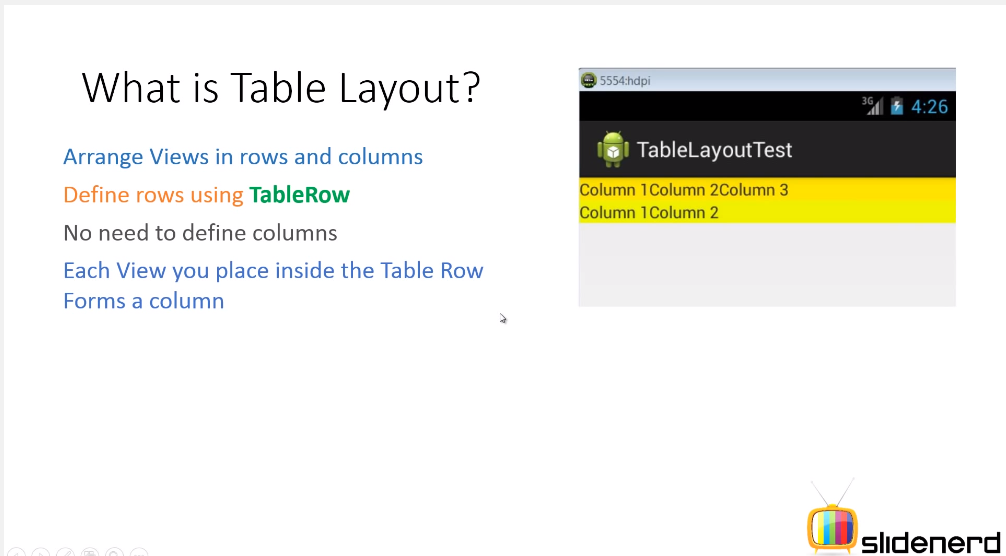 What is Table Layout?
Arrange Views in rows and columns
Define rows using TableRow
No need to define columns
Each View you place inside the Table Row
Forms a column
5554:hdpi
3G 4:26
TableLayoutTest
Column 1Column 2Column 3
Column 1Column 2
slidenerd